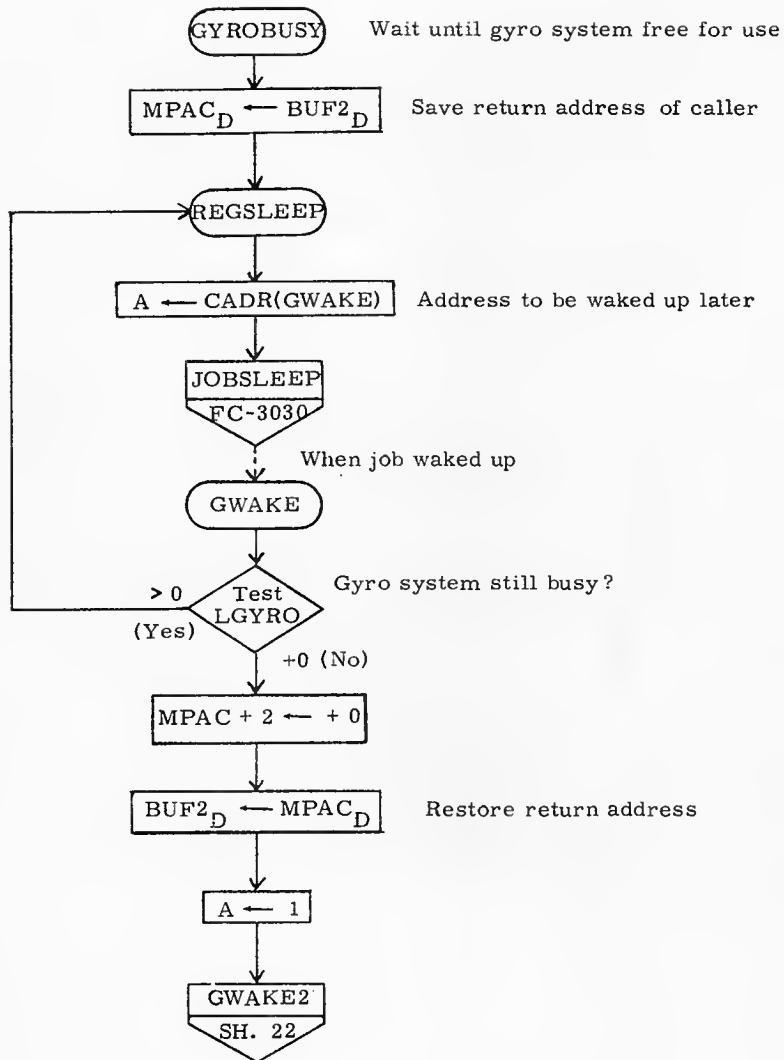 GYROBUSY Wait until gyro system free for use
MPAC_D ← BUF2_D Save return address of caller
REGSLEEP
A ← CADR(GWAKE) Address to be waked up later
JOBSLEEP
FC-3030
When job waked up
GWAKE
Gyro system still busy?
> 0 Test
(Yes) LGYRO
+0 (No)
MPAC + 2 ← + 0
BUF2_D ← MPAC_D Restore return address
A ← 1
GWAKE2
SH. 22